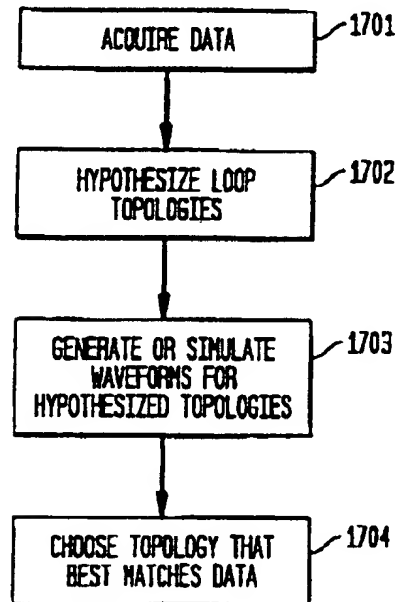 ACQUIRE DATA
1701
HYPOTHESIZE LOOP
TOPOLOGIES
1702
GENERATE OR SIMULATE
WAVEFORMS FOR
HYPOTHESIZED TOPOLOGIES
1703
CHOOSE TOPOLOGY THAT
BEST MATCHES DATA
1704